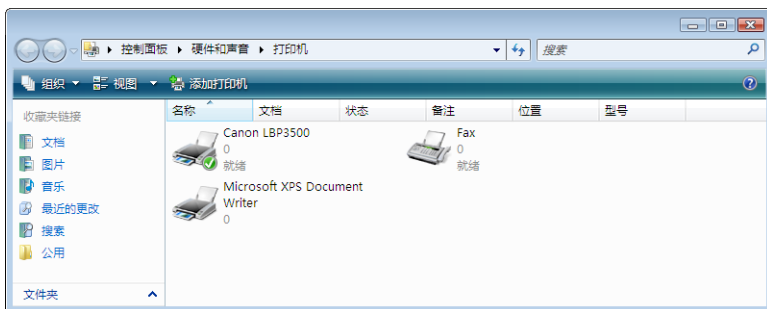 控制面板 硬件和声音 打印机 搜索
组织 视图 添加打印机
收藏夹链接
文档
图片
音乐
最近的更改
搜索
公用
文件夹
名称 文档 状态 备注 位置 型号
Canon LBP3500
0
就绪
Fax
0
就绪
Microsoft XPS Document
Writer
0